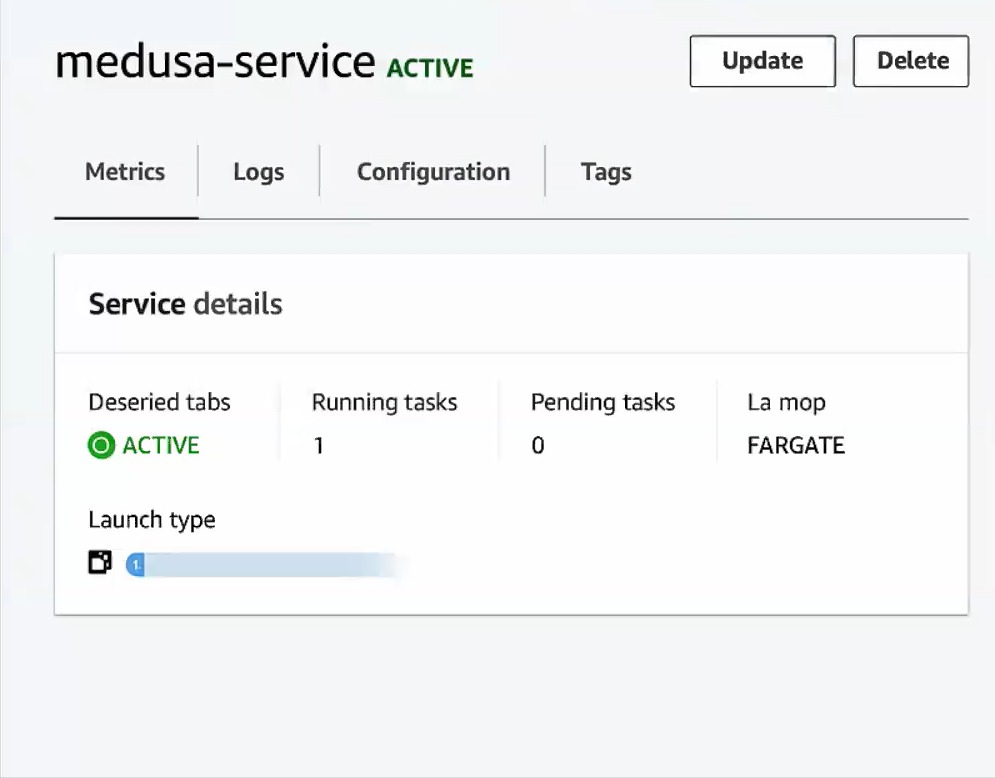 medusa-service ACTIVE
Update Delete
Metrics Logs Configuration Tags
Service details
Deseried tabs Running tasks Pending tasks La mop
ACTIVE 1 0 FARGATE
Launch type
1.